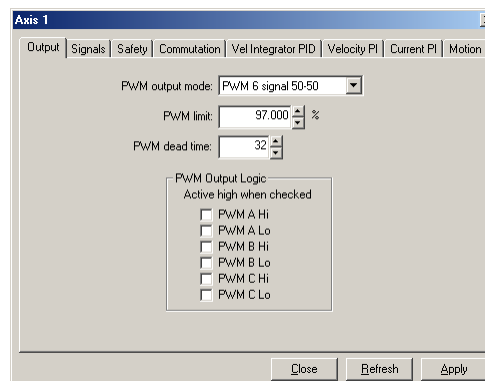 Axis 1
Output Signals Safety Commutation Vel Integrator PID Velocity PI Current PI Motion
PWM output mode: PWM 6 signal 50-50
PWM limit: 97.000 %
PWM dead time: 32
PWM Output Logic
Active high when checked
PWM A Hi
PWM A Lo
PWM B Hi
PWM B Lo
PWM C Hi
PWM C Lo
Close Refresh Apply